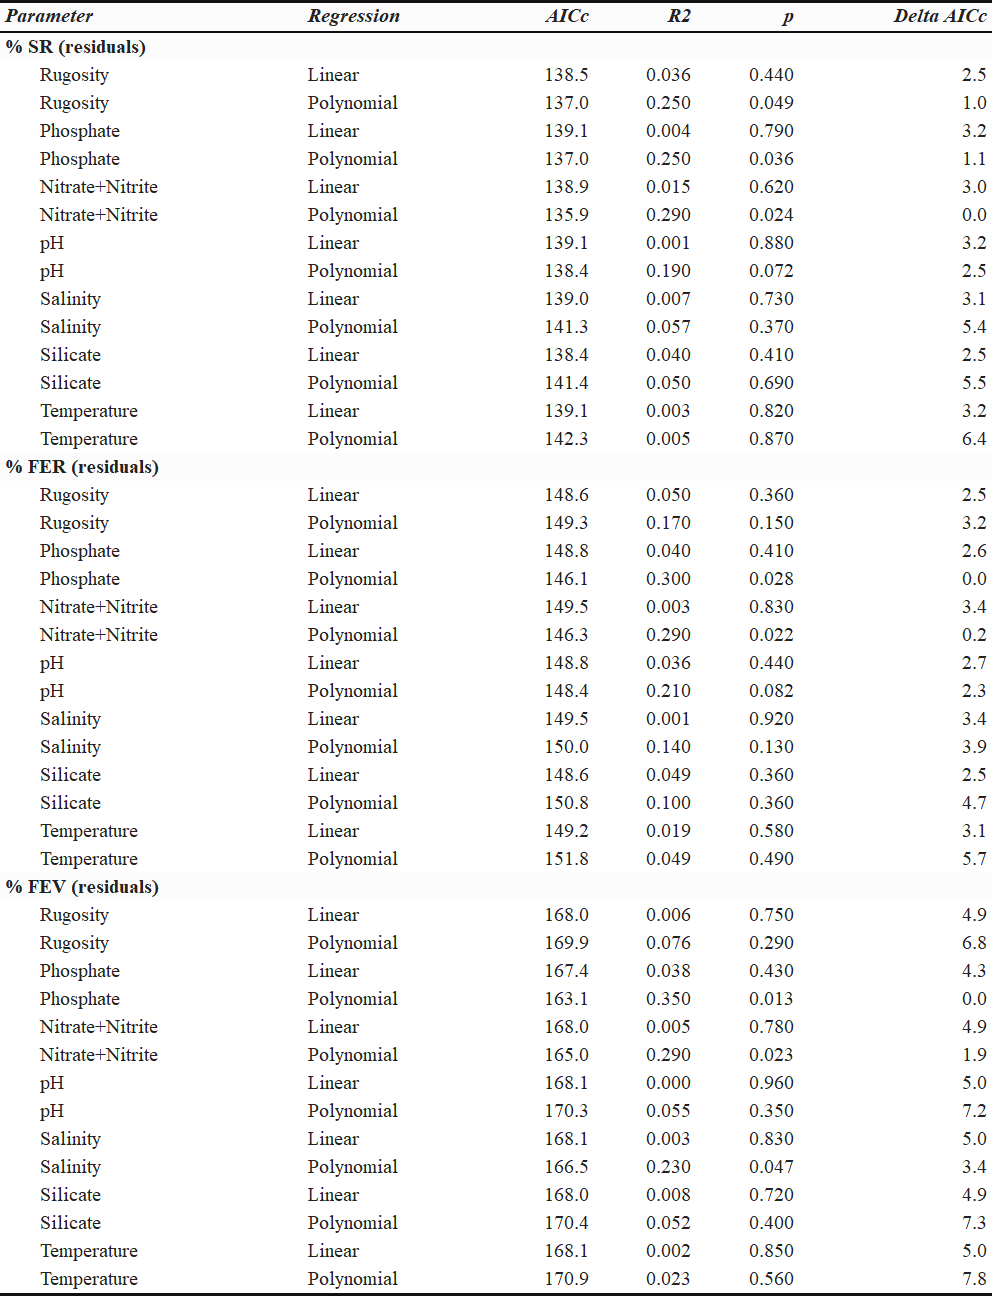 Parameter Regression AICc R2 p Delta AICc
% SR (residuals)
Rugosity Linear 138.5 0.036 0.440 2.5
Rugosity Polynomial 137.0 0.250 0.049 1.0
Phosphate Linear 139.1 0.004 0.790 3.2
Phosphate Polynomial 137.0 0.250 0.036 1.1
Nitrate+Nitrite Linear 138.9 0.015 0.620 3.0
Nitrate+Nitrite Polynomial 135.9 0.290 0.024 0.0
pH Linear 139.1 0.001 0.880 3.2
pH Polynomial 138.4 0.190 0.072 2.5
Salinity Linear 139.0 0.007 0.730 3.1
Salinity Polynomial 141.3 0.057 0.370 5.4
Silicate Linear 138.4 0.040 0.410 2.5
Silicate Polynomial 141.4 0.050 0.690 5.5
Temperature Linear 139.1 0.003 0.820 3.2
Temperature Polynomial 142.3 0.005 0.870 6.4
% FER (residuals)
Rugosity Linear 148.6 0.050 0.360 2.5
Rugosity Polynomial 149.3 0.170 0.150 3.2
Phosphate Linear 148.8 0.040 0.410 2.6
Phosphate Polynomial 146.1 0.300 0.028 0.0
Nitrate+Nitrite Linear 149.5 0.003 0.830 3.4
Nitrate+Nitrite Polynomial 146.3 0.290 0.022 0.2
pH Linear 148.8 0.036 0.440 2.7
pH Polynomial 148.4 0.210 0.082 2.3
Salinity Linear 149.5 0.001 0.920 3.4
Salinity Polynomial 150.0 0.140 0.130 3.9
Silicate Linear 148.6 0.049 0.360 2.5
Silicate Polynomial 150.8 0.100 0.360 4.7
Temperature Linear 149.2 0.019 0.580 3.1
Temperature Polynomial 151.8 0.049 0.490 5.7
% FEV (residuals)
Rugosity Linear 168.0 0.006 0.750 4.9
Rugosity Polynomial 169.9 0.076 0.290 6.8
Phosphate Linear 167.4 0.038 0.430 4.3
Phosphate Polynomial 163.1 0.350 0.013 0.0
Nitrate+Nitrite Linear 168.0 0.005 0.780 4.9
Nitrate+Nitrite Polynomial 165.0 0.290 0.023 1.9
pH Linear 168.1 0.000 0.960 5.0
pH Polynomial 170.3 0.055 0.350 7.2
Salinity Linear 168.1 0.003 0.830 5.0
Salinity Polynomial 166.5 0.230 0.047 3.4
Silicate Linear 168.0 0.008 0.720 4.9
Silicate Polynomial 170.4 0.052 0.400 7.3
Temperature Linear 168.1 0.002 0.850 5.0
Temperature Polynomial 170.9 0.023 0.560 7.8